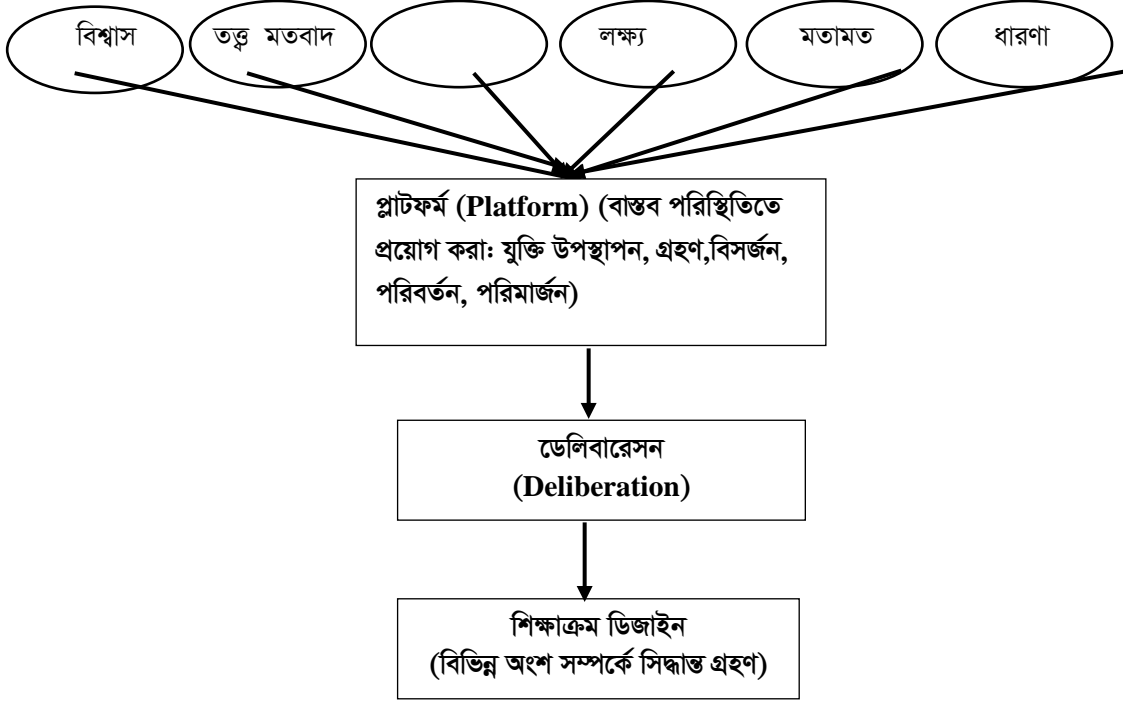 বিশ্বাস তত্ত্ব মতবাদ লক্ষ্য মতামত ধারণা
প্লাটফর্ম (Platform) (বাস্তব পরিস্থিতিতে
প্রয়োগ করা: যুক্তি উপস্থাপন, গ্রহণ,বিসর্জন,
পরিবর্তন, পরিমার্জন)
ডেলিবারেসন
(Deliberation)
শিক্ষাক্রম ডিজাইন
(বিভিন্ন অংশ সম্পর্কে সিদ্ধান্ত গ্রহণ)